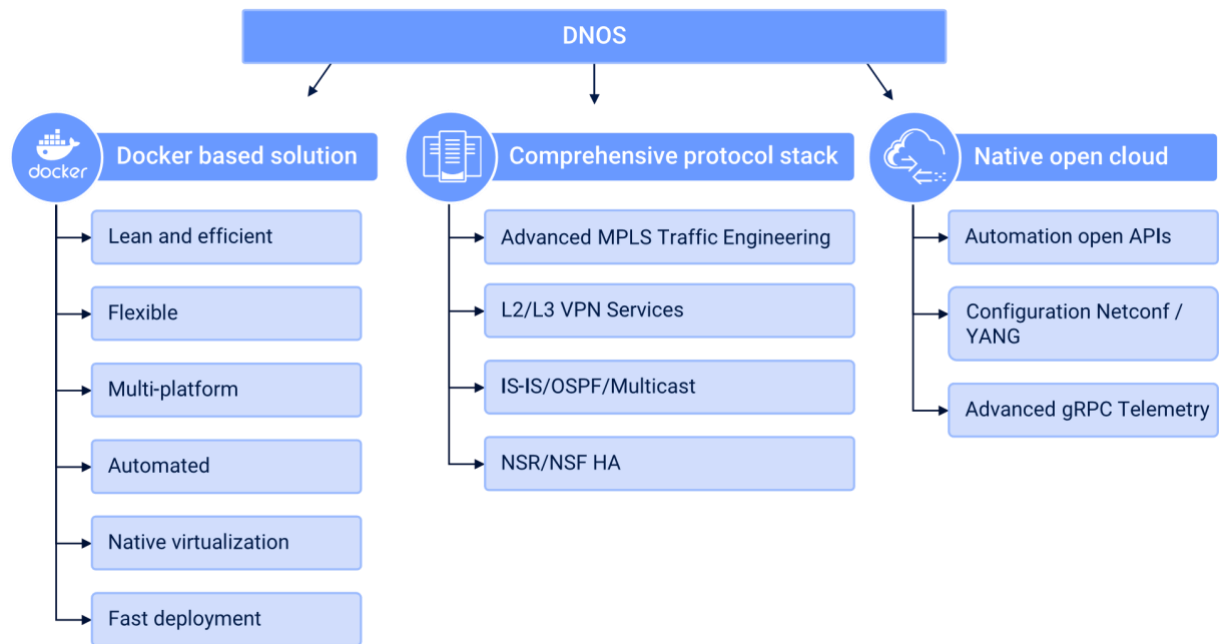 DNOS
docker
Docker based solution
Lean and efficient
Flexible
Multi-platform
Automated
Native virtualization
Fast deployment
Comprehensive protocol stack
Advanced MPLS Traffic Engineering
L2/L3 VPN Services
IS-IS/OSPF/Multicast
NSR/NSF HA
Native open cloud
Automation open APIs
Configuration Netconf /
YANG
Advanced gRPC Telemetry